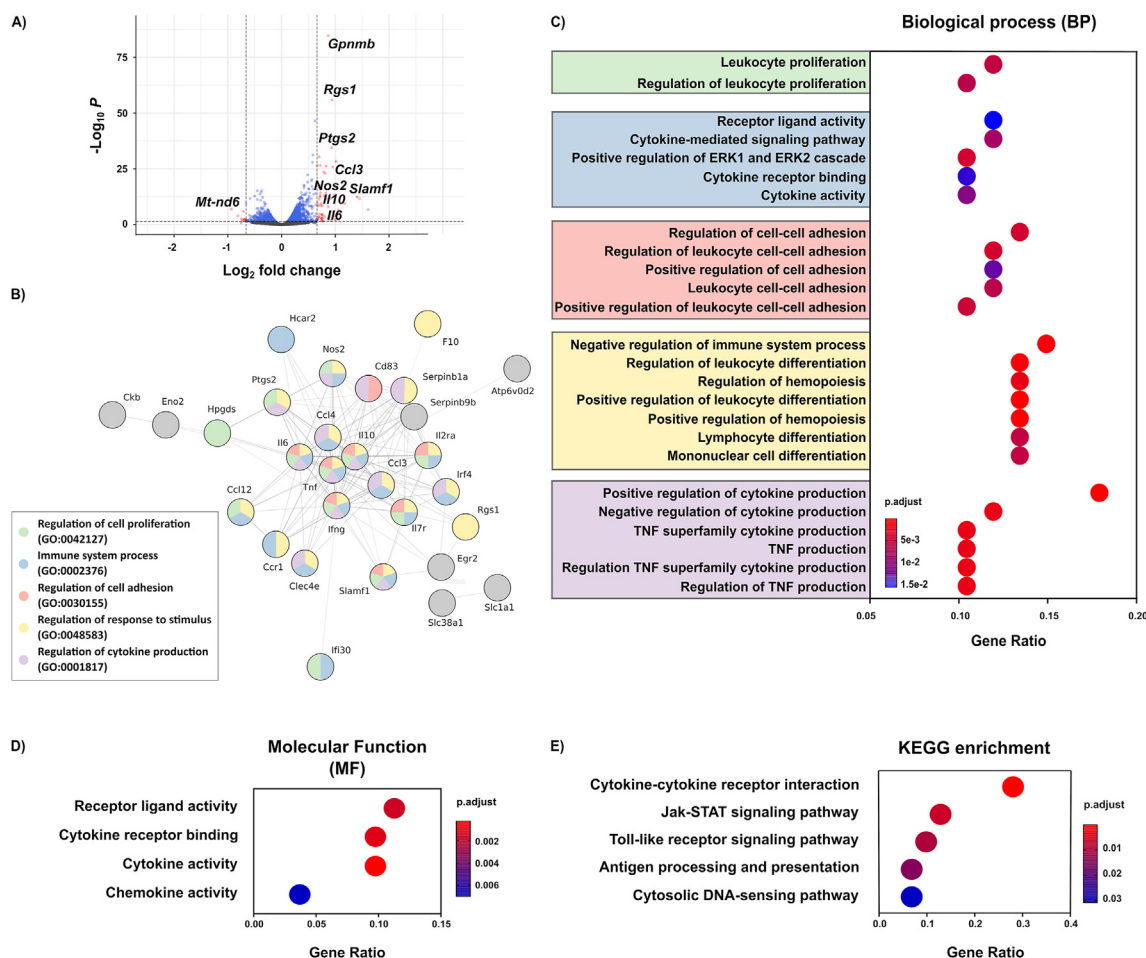 A)
Gpnmb
Rgs1
Ptgs2
Ccl3
Nos2
Slamf1
Il10
Il6
Mt-nd6
75
50
25
0
-Log10 P
-2
-1
0
1
2
Log2 fold change
B)
Hcar2
F10
Nos2
Cd83
Serpinb1a
Ptgs2
Serpinb9b
Atp6v0d2
Ckb
Eno2
Hpgds
Ccl4
Il6
Il10
Il2ra
Tnf
Ccl3
Irf4
Ccl12
Ifng
Il7r
Rgs1
Ccr1
Clec4e
Slamf1
Egr2
Slc38a1
Slc1a1
Ifi30
Regulation of cell proliferation
(GO:0042127)
Immune system process
(GO:0002376)
Regulation of cell adhesion
(GO:0030155)
Regulation of response to stimulus
(GO:0048583)
Regulation of cytokine production
(GO:0001817)
C)
Biological process (BP)
Leukocyte proliferation
Regulation of leukocyte proliferation
Receptor ligand activity
Cytokine-mediated signaling pathway
Positive regulation of ERK1 and ERK2 cascade
Cytokine receptor binding
Cytokine activity
Regulation of cell-cell adhesion
Regulation of leukocyte cell-cell adhesion
Positive regulation of cell adhesion
Leukocyte cell-cell adhesion
Positive regulation of leukocyte cell-cell adhesion
Negative regulation of immune system process
Regulation of leukocyte differentiation
Regulation of hemopoiesis
Positive regulation of leukocyte differentiation
Positive regulation of hemopoiesis
Lymphocyte differentiation
Mononuclear cell differentiation
Positive regulation of cytokine production
Negative regulation of cytokine production
TNF superfamily cytokine production
TNF production
Regulation TNF superfamily cytokine production
Regulation of TNF production
p.adjust
5e-3
1e-2
1.5e-2
0.05
0.10
0.15
0.20
Gene Ratio
D)
Molecular Function
(MF)
Receptor ligand activity
Cytokine receptor binding
Cytokine activity
Chemokine activity
p.adjust
0.002
0.004
0.006
0.00
0.05
0.10
0.15
Gene Ratio
E)
KEGG enrichment
Cytokine-cytokine receptor interaction
Jak-STAT signaling pathway
Toll-like receptor signaling pathway
Antigen processing and presentation
Cytosolic DNA-sensing pathway
p.adjust
0.01
0.02
0.03
0.0
0.1
0.2
0.3
0.4
Gene Ratio